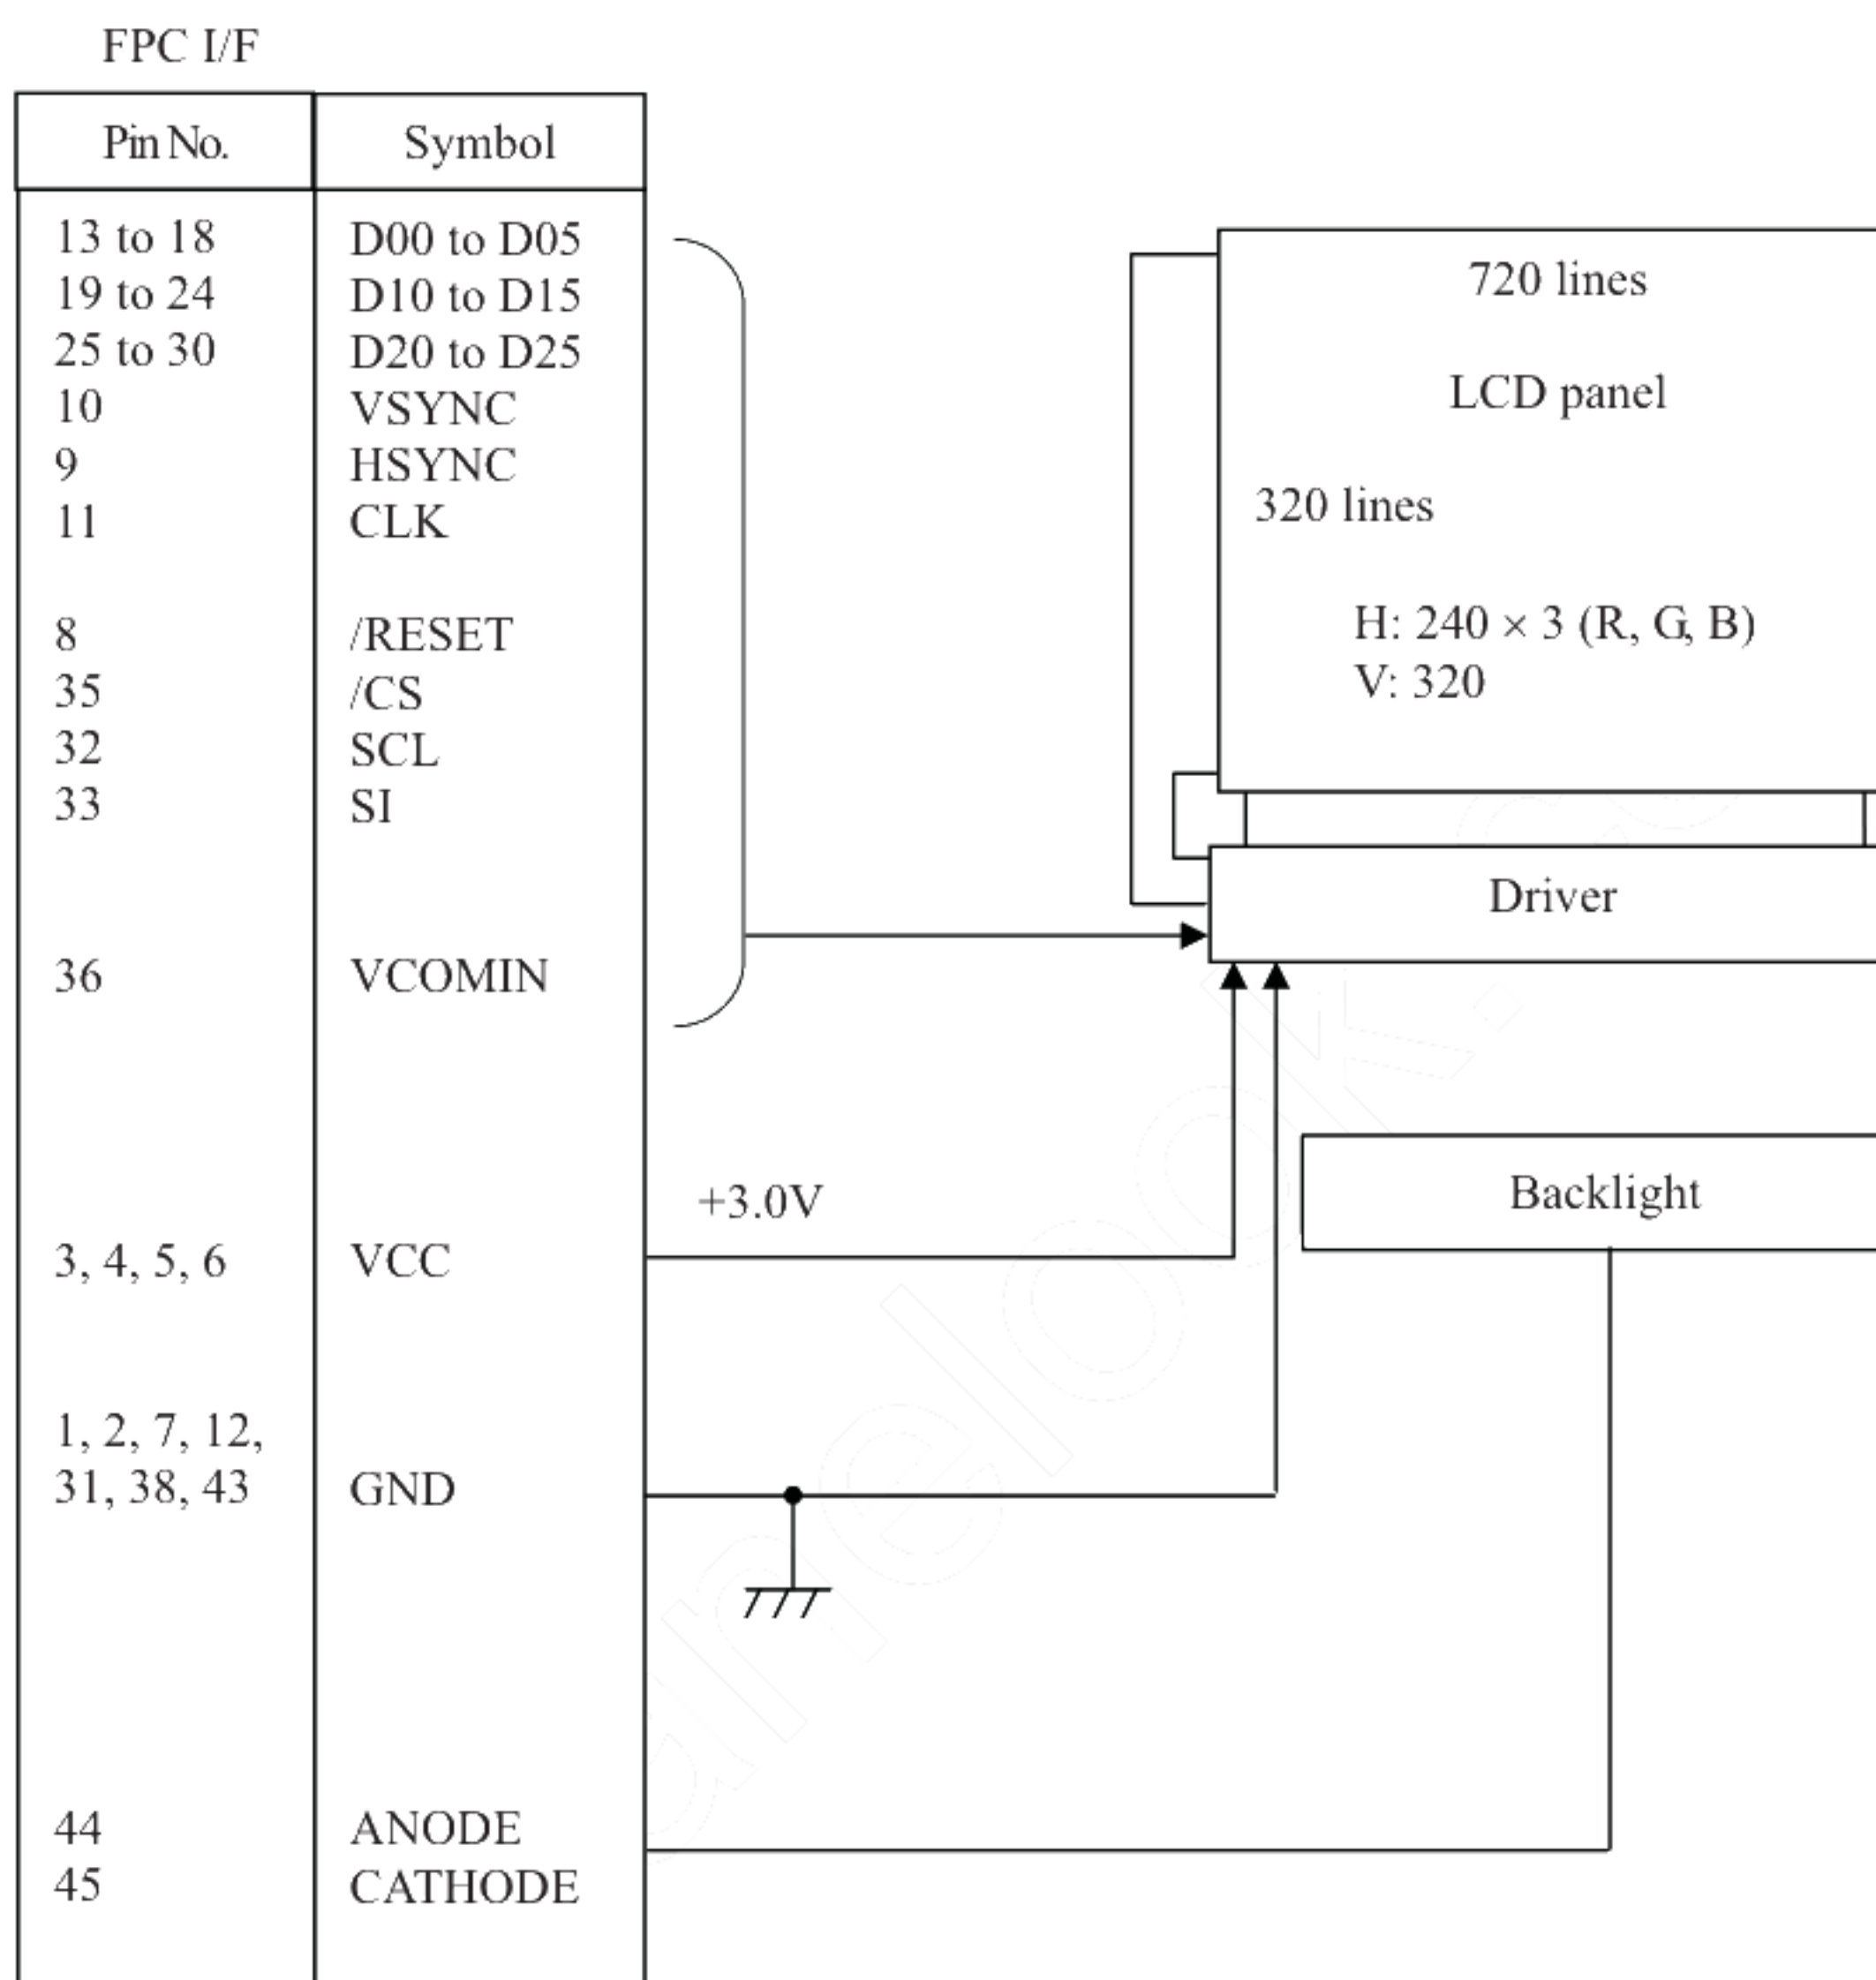 FPC I/F
Pin No. Symbol
13 to 18 D00 to D05
19 to 24 D10 to D15
25 to 30 D20 to D25
10 VSYNC
9 HSYNC
11 CLK
8 /RESET
35 /CS
32 SCL
33 SI
36 VCOMIN
+3.0V
3, 4, 5, 6 VCC
1, 2, 7, 12,
31, 38, 43 GND
44 ANODE
45 CATHODE
720 lines
LCD panel
320 lines
H: 240 × 3 (R, G, B)
V: 320
Driver
Backlight